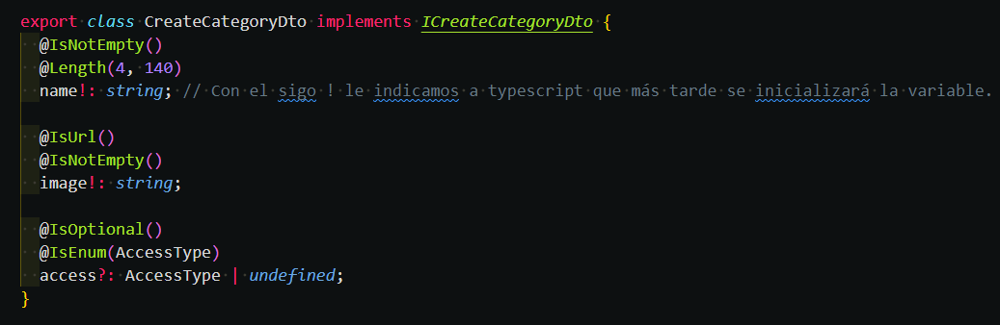 export class CreateCategoryDto implements ICreateCategoryDto {
@IsNotEmpty()
@Length(4, 140)
name!: string; // Con el sigo ! le indicamos a typescript que más tarde se inicializará la variable.
@IsUrl()
@IsNotEmpty()
image!: string;
@IsOptional()
@IsEnum(AccessType)
access?: AccessType | undefined;
}